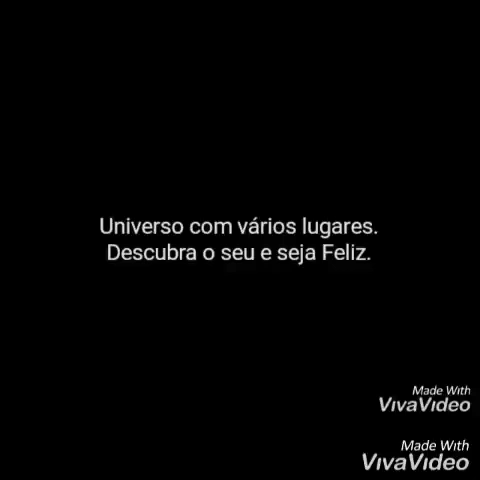 Universo com vários lugares.
Descubra o seu e seja Feliz.
Made With
VivaVideo
Made With
VivaVideo